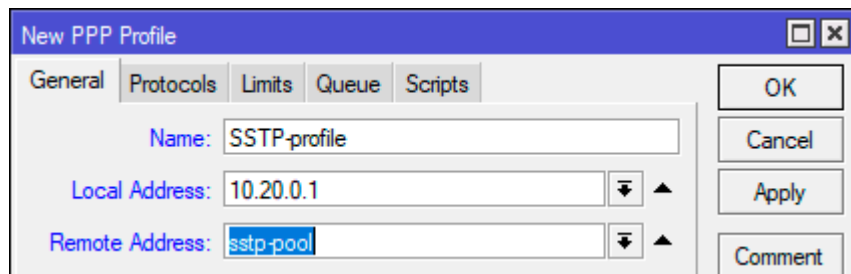 New PPP Profile
General Protocols Limits Queue Scripts
OK
Name: SSTP-profile
Cancel
Local Address: 10.20.0.1
Apply
Remote Address: sstp-pool
Comment